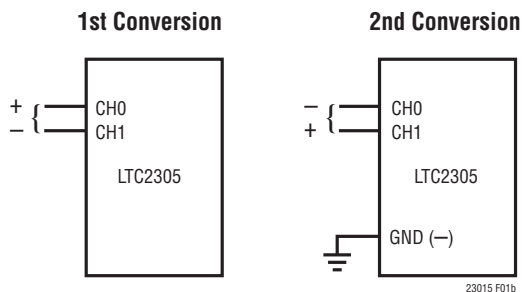 1st Conversion
+ { CH0
– CH1
LTC2305
2nd Conversion
– { CH0
+ CH1
LTC2305
GND (–)
23015 F01b